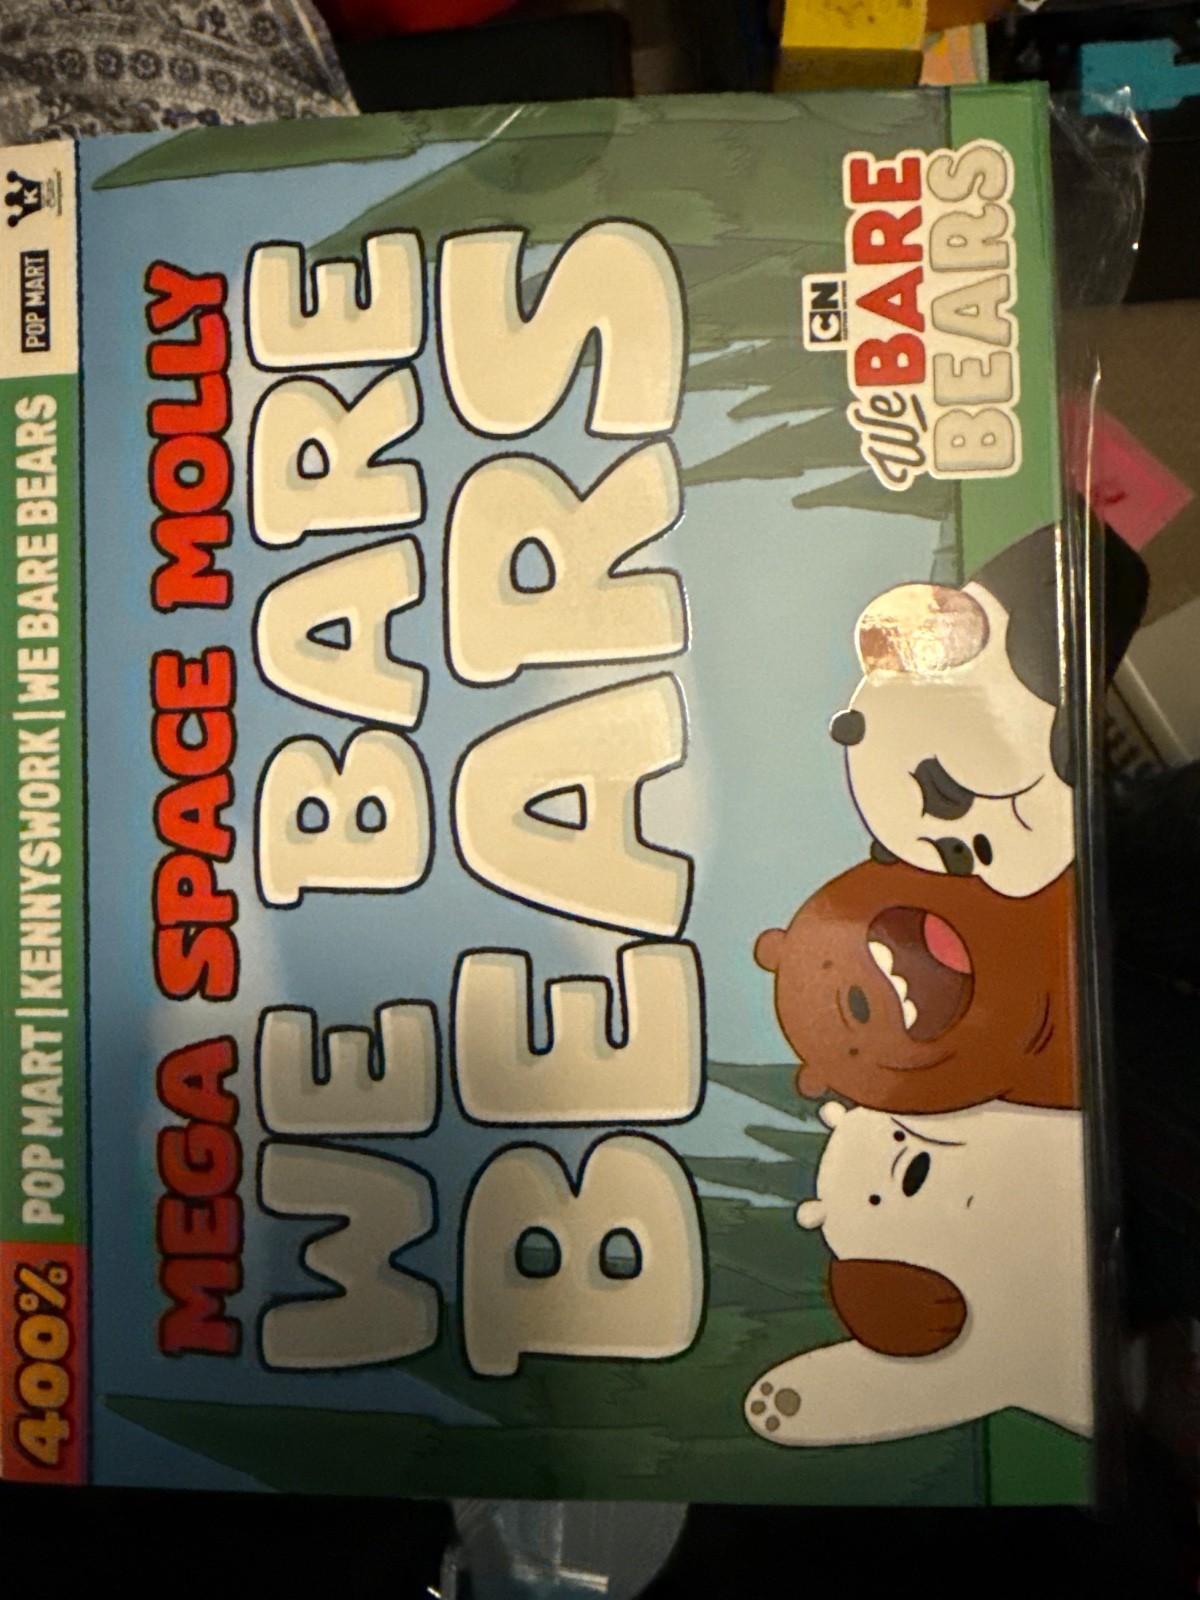 400%
POP MART | KENNYSWORK | WE BARE BEARS
POP MART
K
MEGA SPACE MOLLY
WE BARE
BEARS
CN
We
BARE
BEARS